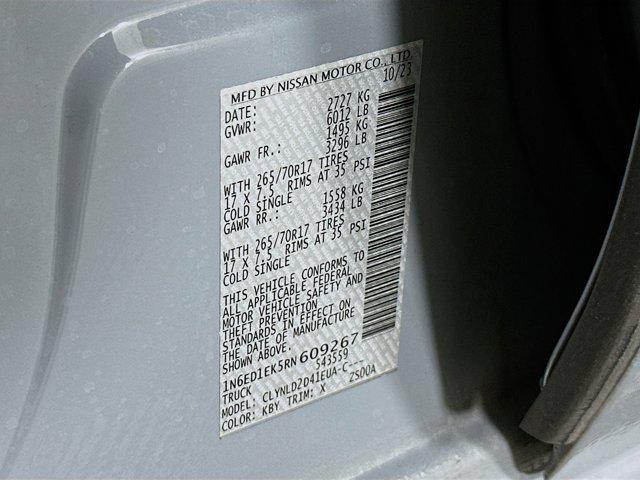 MFD BY NISSAN MOTOR CO., LTD.
DATE: 10/23
GVWR: 2727 KG
6012 LB
GAWR FR.: 1495 KG
3296 LB
WITH 265/70R17 TIRES
17 X 7.5 RIMS AT 35 PSI
COLD SINGLE
GAWR RR.: 1558 KG
3434 LB
WITH 265/70R17 TIRES
17 X 7.5 RIMS AT 35 PSI
COLD SINGLE
THIS VEHICLE CONFORMS TO
ALL APPLICABLE FEDERAL
MOTOR VEHICLE SAFETY AND
THEFT PREVENTION
STANDARDS IN EFFECT ON
THE DATE OF MANUFACTURE
SHOWN ABOVE.
1N6ED1EK5RN609267
TRUCK 543559
MODEL: CLYNLD2D41EUA-C___
COLOR: KBY TRIM: X ZS00A